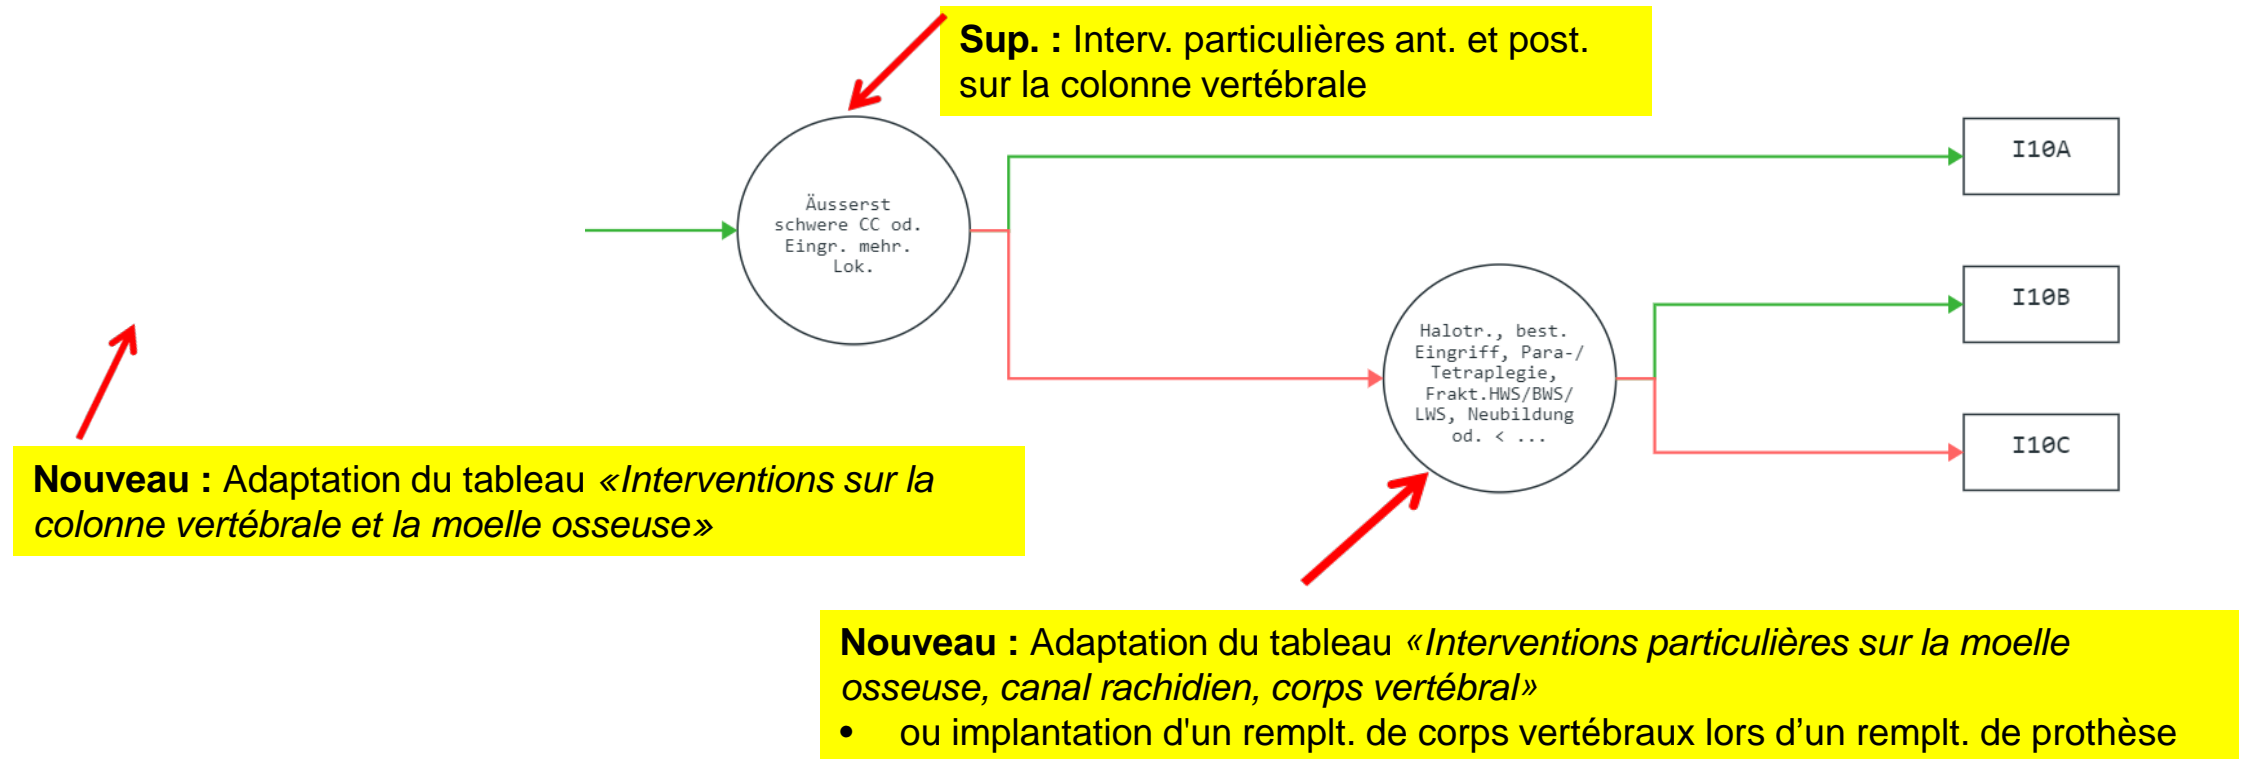 Sup. : Interv. particulières ant. et post.
sur la colonne vertébrale
Äusserst
schwere CC od.
Eingr. mehr.
Lok.
I10A
I10B
Halotr., best.
Eingriff, Para-/
Tetraplegie,
Frakt.HWS/BWS/
LWS, Neubildung
od. < ...
I10C
Nouveau : Adaptation du tableau «Interventions sur la
colonne vertébrale et la moelle osseuse»
Nouveau : Adaptation du tableau «Interventions particulières sur la moelle
osseuse, canal rachidien, corps vertébral»
• ou implantation d'un remplt. de corps vertébraux lors d’un remplt. de prothèse